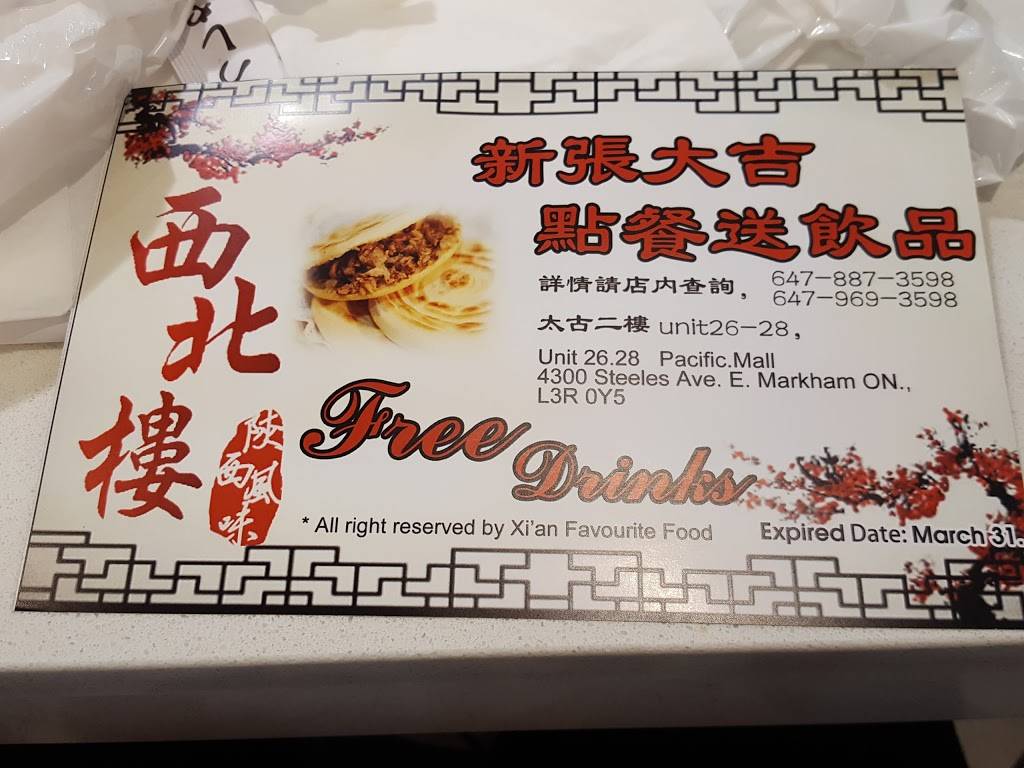 新張大吉
點餐送飲品
詳情請店內查詢，
647-887-3598
647-969-3598
太古二樓 unit26-28，
Unit 26.28 Pacific.Mall
4300 Steeles Ave. E. Markham ON.,
L3R 0Y5
西北樓
陝西風味
Free
Drinks
* All right reserved by Xi'an Favourite Food
Expired Date: March 31.